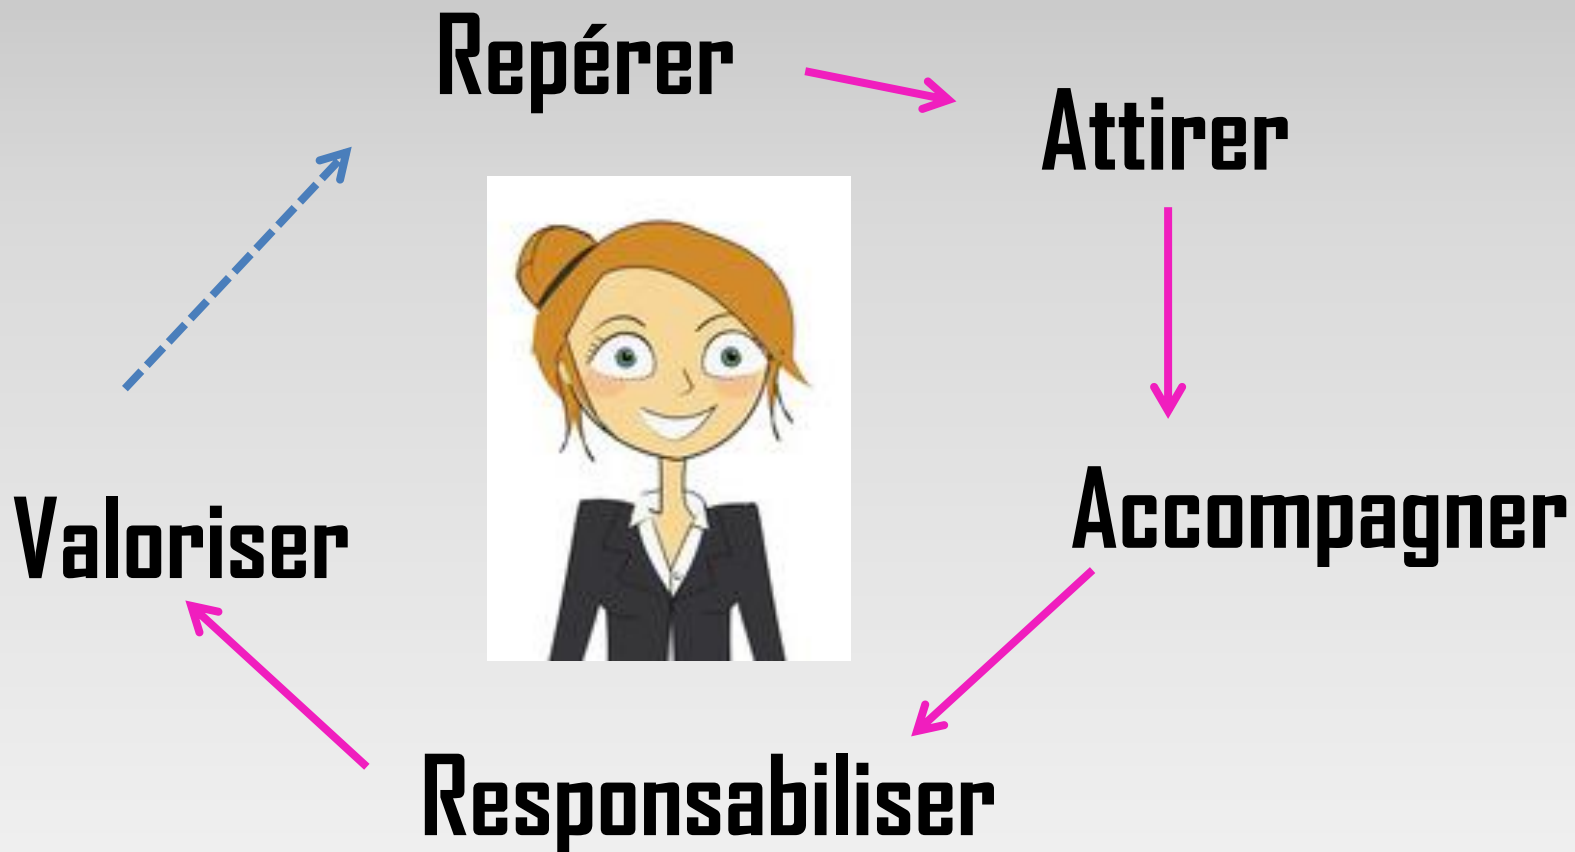 Repérer
Attirer
Accompagner
Responsabiliser
Valoriser